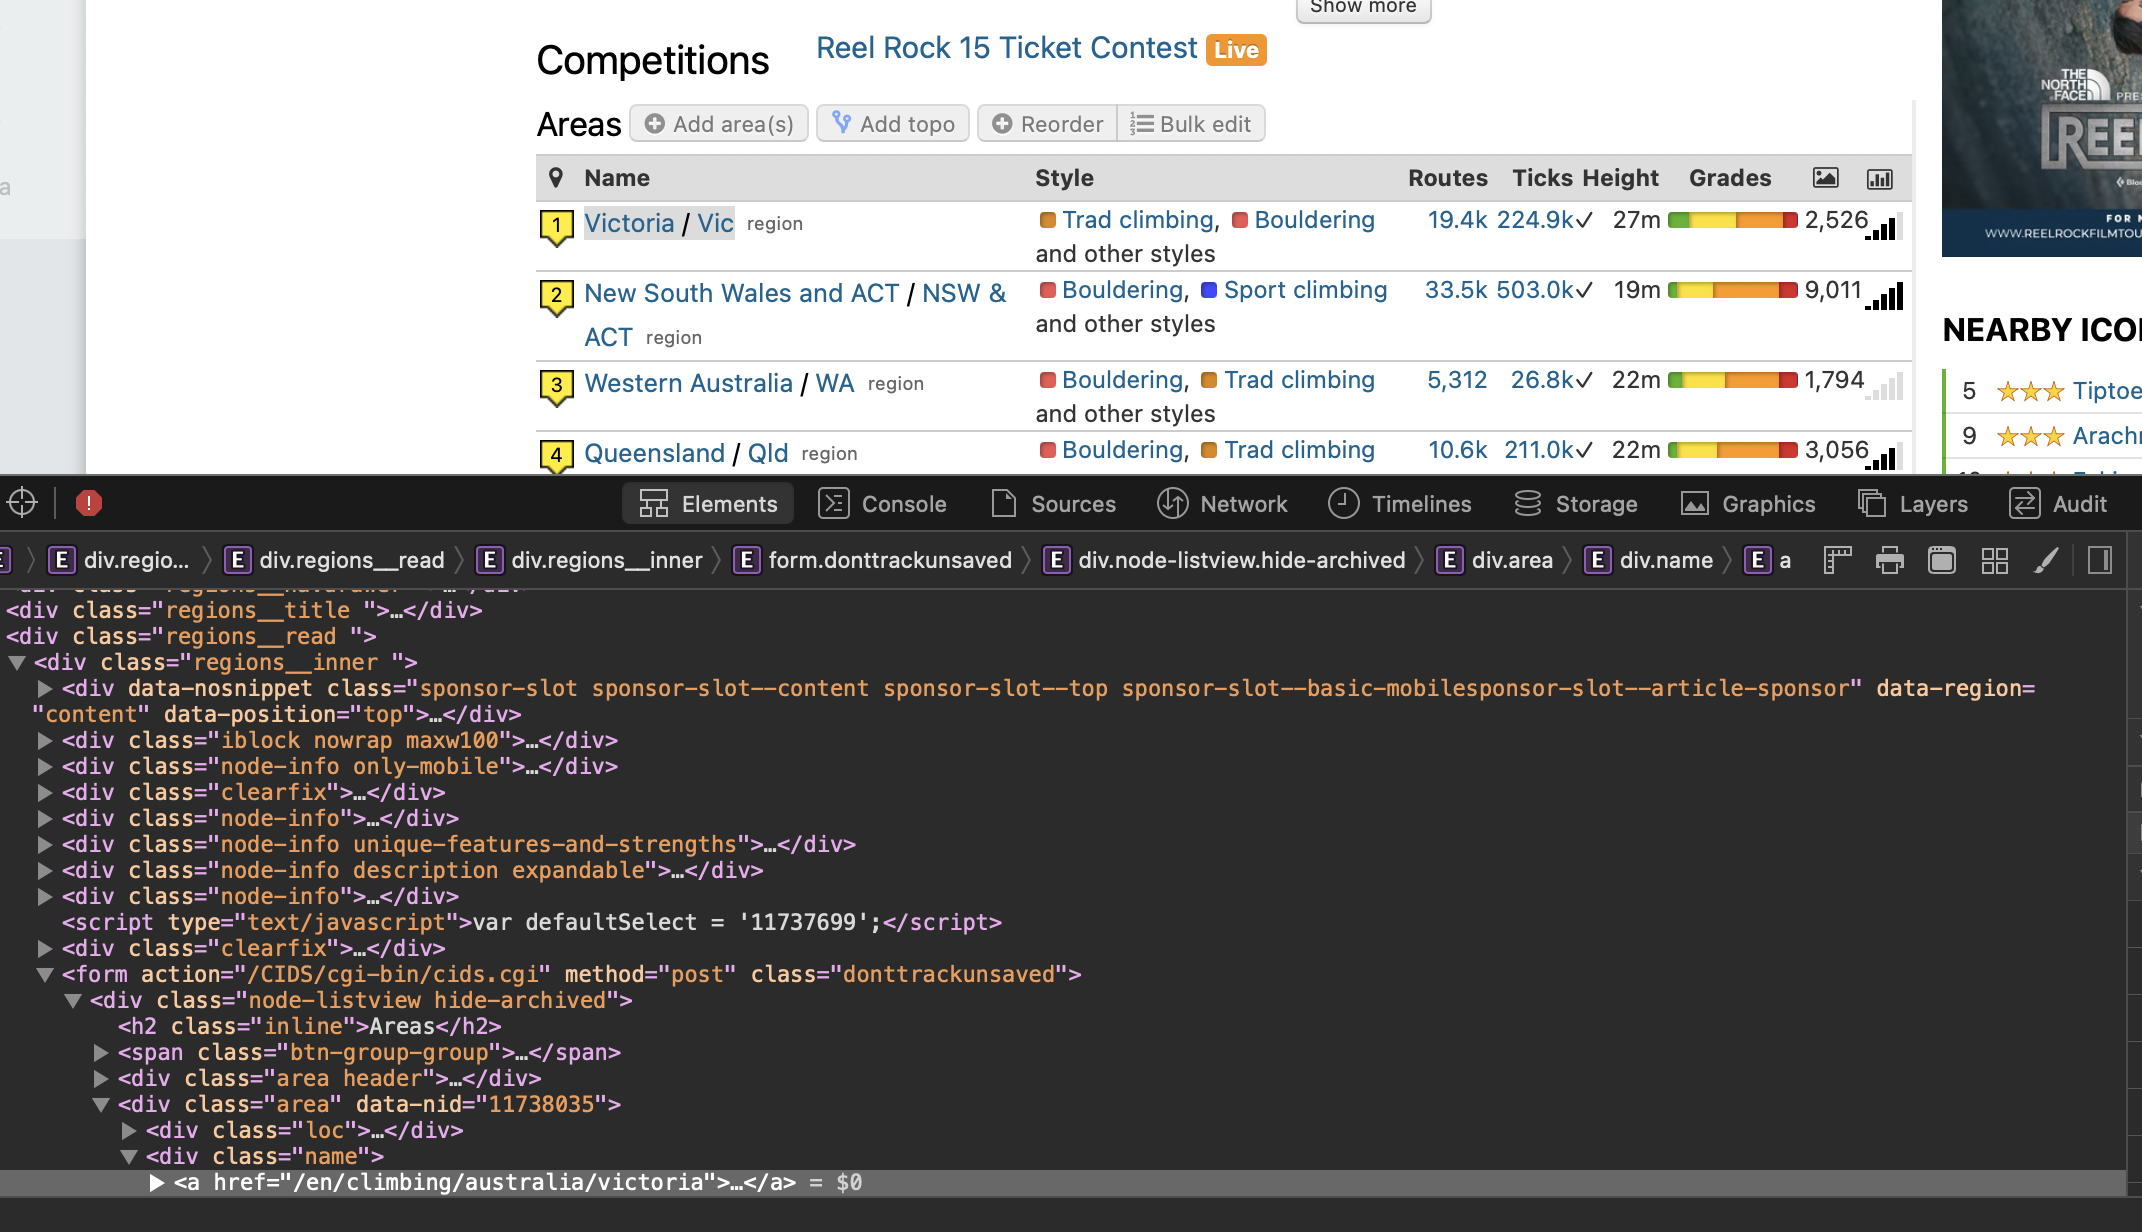 Show more
Competitions Reel Rock 15 Ticket Contest Live
Areas Add area(s) Add topo Reorder Bulk edit
Name Style Routes Ticks Height Grades
1 Victoria / Vic region Trad climbing, Bouldering 19.4k 224.9k✓ 27m 2,526
and other styles
2 New South Wales and ACT / NSW & Bouldering, Sport climbing 33.5k 503.0k✓ 19m 9,011
and other styles
ACT region
3 Western Australia / WA region Bouldering, Trad climbing 5,312 26.8k✓ 22m 1,794
and other styles
4 Queensland / Qld region Bouldering, Trad climbing 10.6k 211.0k✓ 22m 3,056
THE
NORTH
FACE
REE
FOR
WWW.REELROCKFILMTOU
NEARBY ICO
5 Tiptoe
9 Arach
a
Elements Console Sources Network Timelines Storage Graphics Layers Audit
E E div.regio... E div.regions__read E div.regions__inner E form.donttrackunsaved E div.node-listview.hide-archived E div.area E div.name E a
<div class="regions__title ">…</div>
<div class="regions__read ">
<div class="regions__inner ">
<div data-nosnippet class="sponsor-slot sponsor-slot--content sponsor-slot--top sponsor-slot--basic-mobilesponsor-slot--article-sponsor" data-region=
"content" data-position="top">…</div>
<div class="iblock nowrap maxw100">…</div>
<div class="node-info only-mobile">…</div>
<div class="clearfix">…</div>
<div class="node-info">…</div>
<div class="node-info unique-features-and-strengths">…</div>
<div class="node-info description expandable">…</div>
<div class="node-info">…</div>
<script type="text/javascript">var defaultSelect = '11737699';</script>
<div class="clearfix">…</div>
<form action="/CIDS/cgi-bin/cids.cgi" method="post" class="donttrackunsaved">
<div class="node-listview hide-archived">
<h2 class="inline">Areas</h2>
<span class="btn-group-group">…</span>
<div class="area header">…</div>
<div class="area" data-nid="11738035">
<div class="loc">…</div>
<div class="name">
<a href="/en/climbing/australia/victoria">…</a> = $0